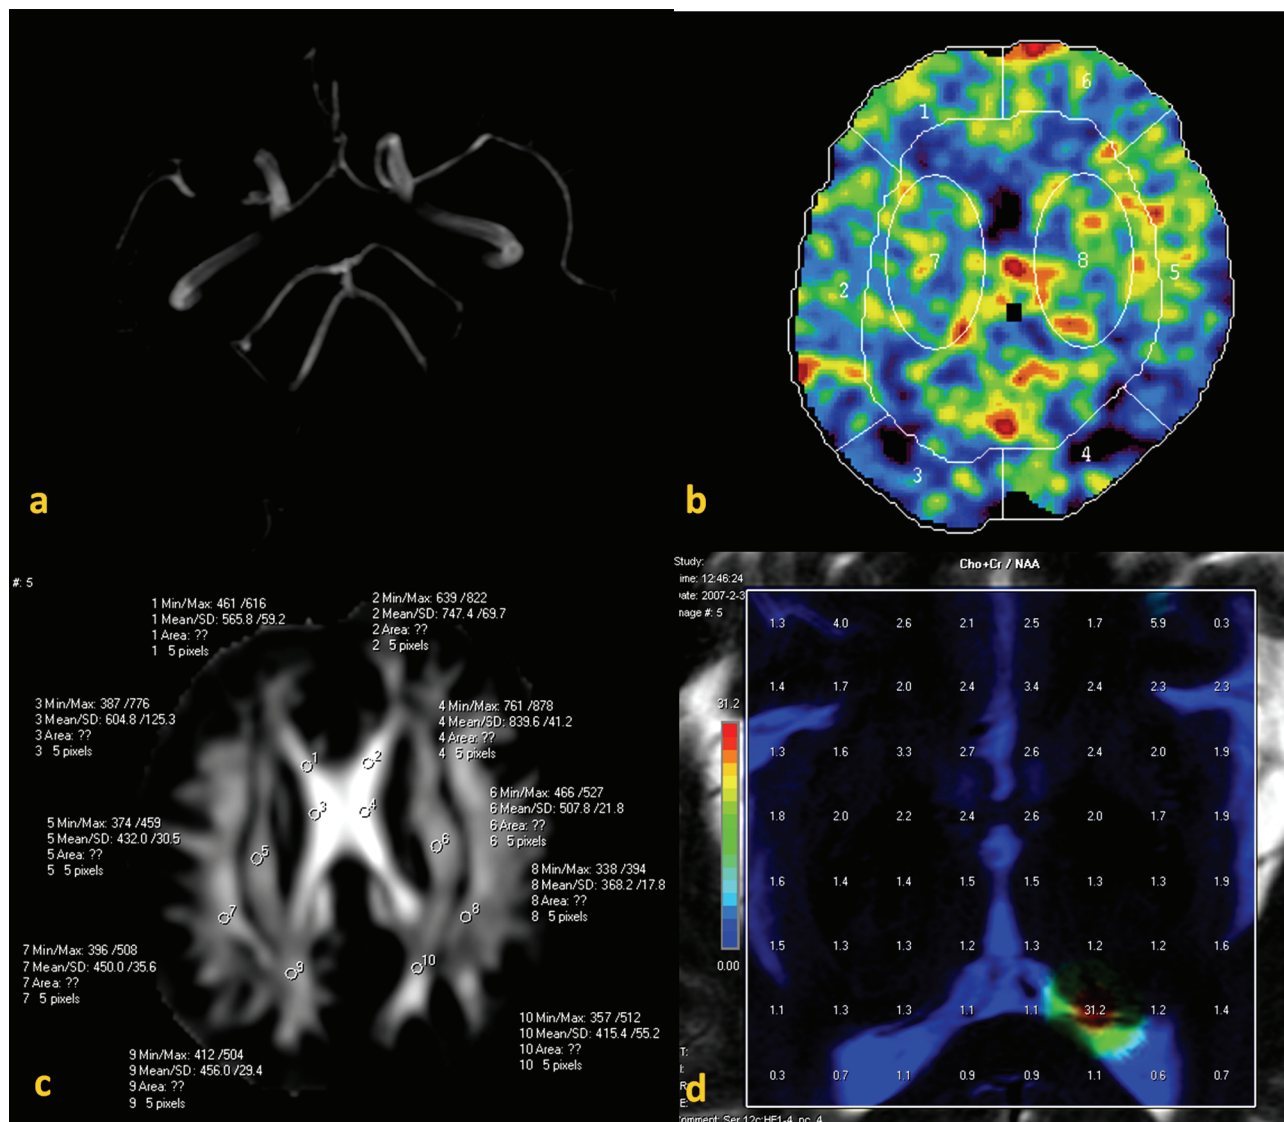 a
b
1
6
7
8
2
5
3
4
c
#: 5
1 Min/Max: 461 /616
1 Mean/SD: 565.8 /59.2
1 Area: ??
1 5 pixels
2 Min/Max: 639 /822
2 Mean/SD: 747.4 /69.7
2 Area: ??
2 5 pixels
3 Min/Max: 387 /776
3 Mean/SD: 604.8 /125.3
3 Area: ??
3 5 pixels
4 Min/Max: 761 /878
4 Mean/SD: 839.6 /41.2
4 Area: ??
4 5 pixels
5 Min/Max: 374 /459
5 Mean/SD: 432.0 /30.5
5 Area: ??
5 5 pixels
6 Min/Max: 466 /527
6 Mean/SD: 507.8 /21.8
6 Area: ??
6 5 pixels
7 Min/Max: 396 /508
7 Mean/SD: 450.0 /35.6
7 Area: ??
7 5 pixels
8 Min/Max: 338 /394
8 Mean/SD: 368.2 /17.8
8 Area: ??
8 5 pixels
9 Min/Max: 412 /504
9 Mean/SD: 456.0 /29.4
9 Area: ??
9 5 pixels
10 Min/Max: 357 /512
10 Mean/SD: 415.4 /55.2
10 Area: ??
10 5 pixels
1 2
3 4
5 6
7 8
9 10
d
Study:
ime: 12:46:24
ate: 2007-2-3
mage #: 5
Cho+Cr / NAA
31.2
0.00
1.3 4.0 2.6 2.1 2.5 1.7 5.9 0.3
1.4 1.7 2.0 2.4 3.4 2.4 2.3 2.3
1.3 1.6 3.3 2.7 2.6 2.4 2.0 1.9
1.8 2.0 2.2 2.4 2.6 2.0 1.7 1.9
1.6 1.4 1.4 1.5 1.5 1.3 1.3 1.9
1.5 1.3 1.3 1.2 1.3 1.2 1.2 1.6
1.1 1.3 1.3 1.1 1.1 31.2 1.2 1.4
0.3 0.7 1.1 0.9 0.9 1.1 0.6 0.7
T:
I:
R:
E: